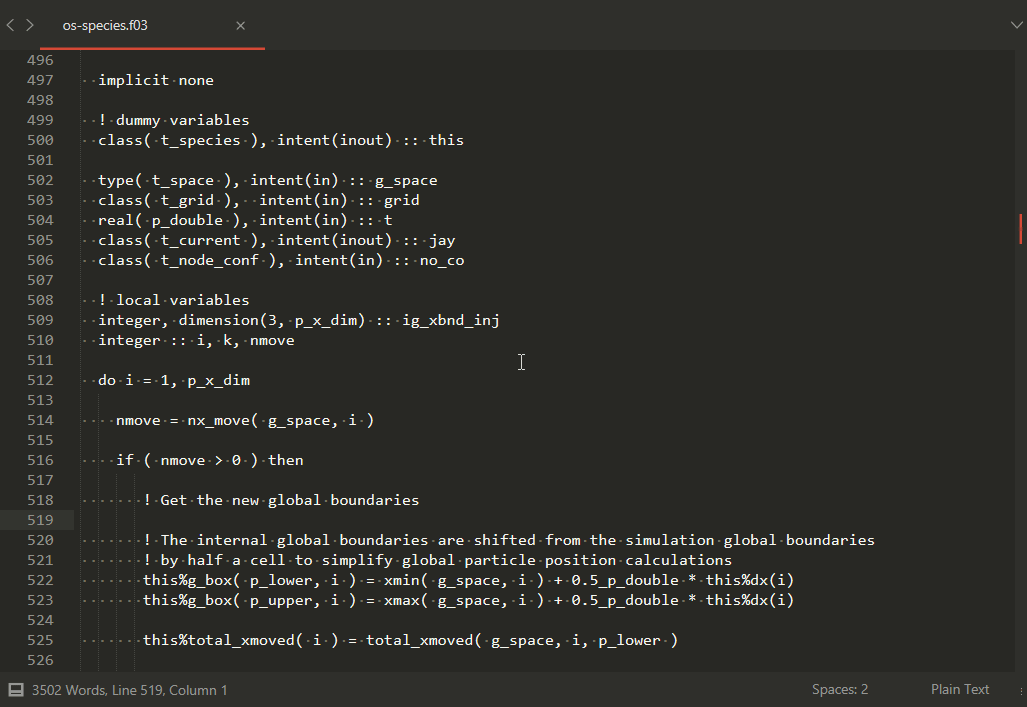 os-species.f03
496
497 implicit none
498
499 ! dummy variables
500 class( t_species ), intent(inout) :: this
501
502 type( t_space ), intent(in) :: g_space
503 class( t_grid ),  intent(in) :: grid
504 real( p_double ), intent(in) :: t
505 class( t_current ), intent(inout) :: jay
506 class( t_node_conf ), intent(in) :: no_co
507
508 ! local variables
509 integer, dimension(3, p_x_dim) :: ig_xbnd_inj
510 integer :: i, k, nmove
511
512 do i = 1, p_x_dim
513
514 nmove = nx_move( g_space, i )
515
516 if ( nmove > 0 ) then
517
518 ! Get the new global boundaries
519
520 ! The internal global boundaries are shifted from the simulation global boundaries
521 ! by half a cell to simplify global particle position calculations
522 this%g_box( p_lower, i ) = xmin( g_space, i ) + 0.5_p_double * this%dx(i)
523 this%g_box( p_upper, i ) = xmax( g_space, i ) + 0.5_p_double * this%dx(i)
524
525 this%total_xmoved( i ) = total_xmoved( g_space, i, p_lower )
526
3502 Words, Line 519, Column 1
Spaces: 2
Plain Text